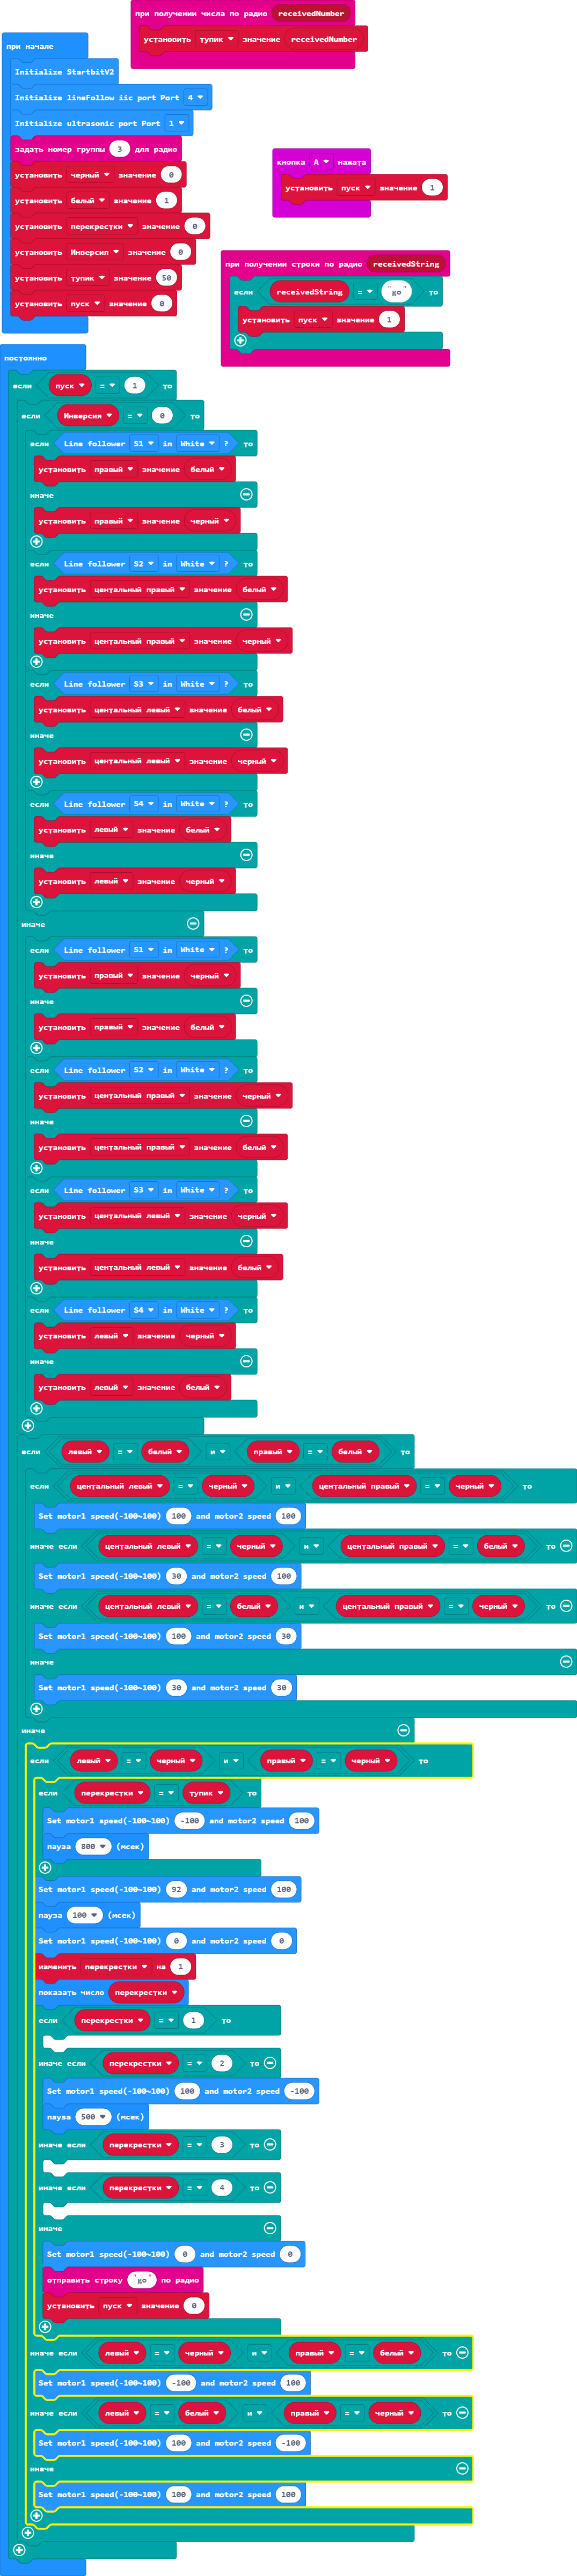 при получении числа по радио receivedNumber
установить тупик значение receivedNumber
при начале
Initialize StartbitV2
Initialize lineFollow iic port Port 4
Initialize ultrasonic port Port 1
задать номер группы 3 для радио
установить черный значение 0
установить белый значение 1
установить перекрестки значение 0
установить Инверсия значение 0
установить тупик значение 50
установить пуск значение 0
кнопка A нажата
установить пуск значение 1
при получении строки по радио receivedString
если receivedString = "go" то
установить пуск значение 1
постоянно
если пуск = 1 то
если Инверсия = 0 то
если Line follower S1 in White ? то
установить правый значение белый
иначе
установить правый значение черный
если Line follower S2 in White ? то
установить центальный правый значение белый
иначе
установить центальный правый значение черный
если Line follower S3 in White ? то
установить центальный левый значение белый
иначе
установить центальный левый значение черный
если Line follower S4 in White ? то
установить левый значение белый
иначе
установить левый значение черный
иначе
если Line follower S1 in White ? то
установить правый значение черный
иначе
установить правый значение белый
если Line follower S2 in White ? то
установить центальный правый значение черный
иначе
установить центальный правый значение белый
если Line follower S3 in White ? то
установить центальный левый значение черный
иначе
установить центальный левый значение белый
если Line follower S4 in White ? то
установить левый значение черный
иначе
установить левый значение белый
если левый = белый и правый = белый то
если центальный левый = черный и центальный правый = черный то
Set motor1 speed(-100~100) 100 and motor2 speed 100
иначе если центальный левый = черный и центальный правый = белый то
Set motor1 speed(-100~100) 30 and motor2 speed 100
иначе если центальный левый = белый и центальный правый = черный то
Set motor1 speed(-100~100) 100 and motor2 speed 30
иначе
Set motor1 speed(-100~100) 30 and motor2 speed 30
иначе
если левый = черный и правый = черный то
если перекрестки = тупик то
Set motor1 speed(-100~100) -100 and motor2 speed 100
пауза 800 (мсек)
Set motor1 speed(-100~100) 92 and motor2 speed 100
пауза 100 (мсек)
Set motor1 speed(-100~100) 0 and motor2 speed 0
изменить перекрестки на 1
показать число перекрестки
если перекрестки = 1 то
иначе если перекрестки = 2 то
Set motor1 speed(-100~100) 100 and motor2 speed -100
пауза 500 (мсек)
иначе если перекрестки = 3 то
иначе если перекрестки = 4 то
иначе
Set motor1 speed(-100~100) 0 and motor2 speed 0
отправить строку "go" по радио
установить пуск значение 0
иначе если левый = черный и правый = белый то
Set motor1 speed(-100~100) -100 and motor2 speed 100
иначе если левый = белый и правый = черный то
Set motor1 speed(-100~100) 100 and motor2 speed -100
иначе
Set motor1 speed(-100~100) 100 and motor2 speed 100